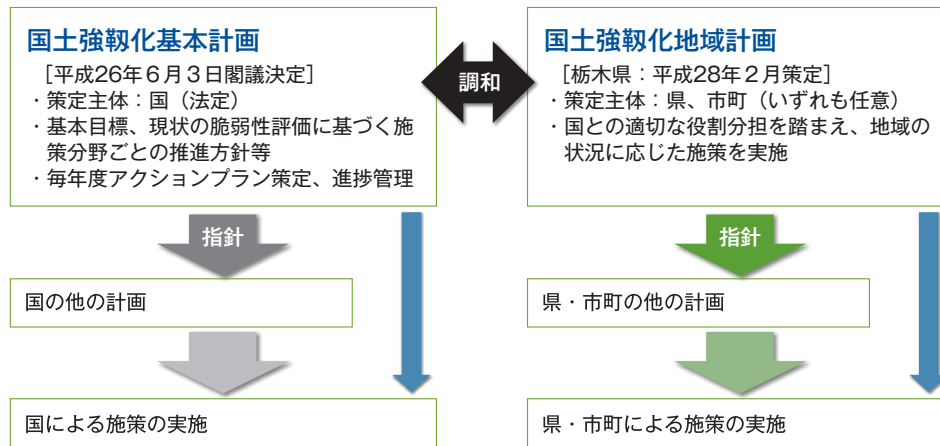 国土強靱化基本計画
[平成26年6月3日閣議決定]
・策定主体：国（法定）
・基本目標、現状の脆弱性評価に基づく施
策分野ごとの推進方針等
・毎年度アクションプラン策定、進捗管理
調和
国土強靱化地域計画
[栃木県：平成28年2月策定]
・策定主体：県、市町（いずれも任意）
・国との適切な役割分担を踏まえ、地域の
状況に応じた施策を実施
指針
指針
国の他の計画
県・市町の他の計画
国による施策の実施
県・市町による施策の実施